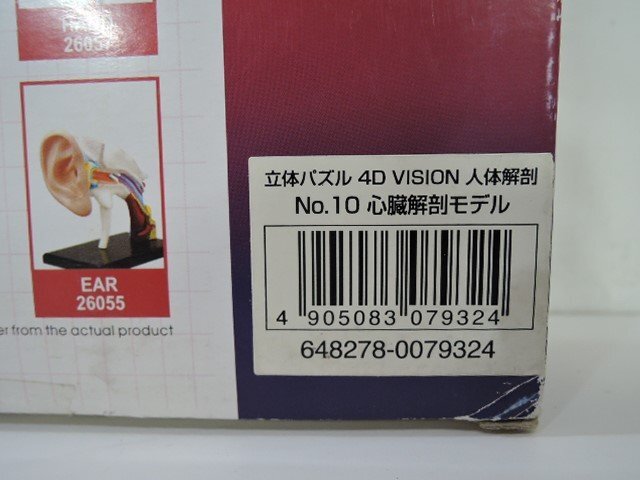 EAR
26055
er from the actual product
立体パズル 4D VISION 人体解剖
No.10 心臓解剖モデル
4 905083 079324
648278-0079324